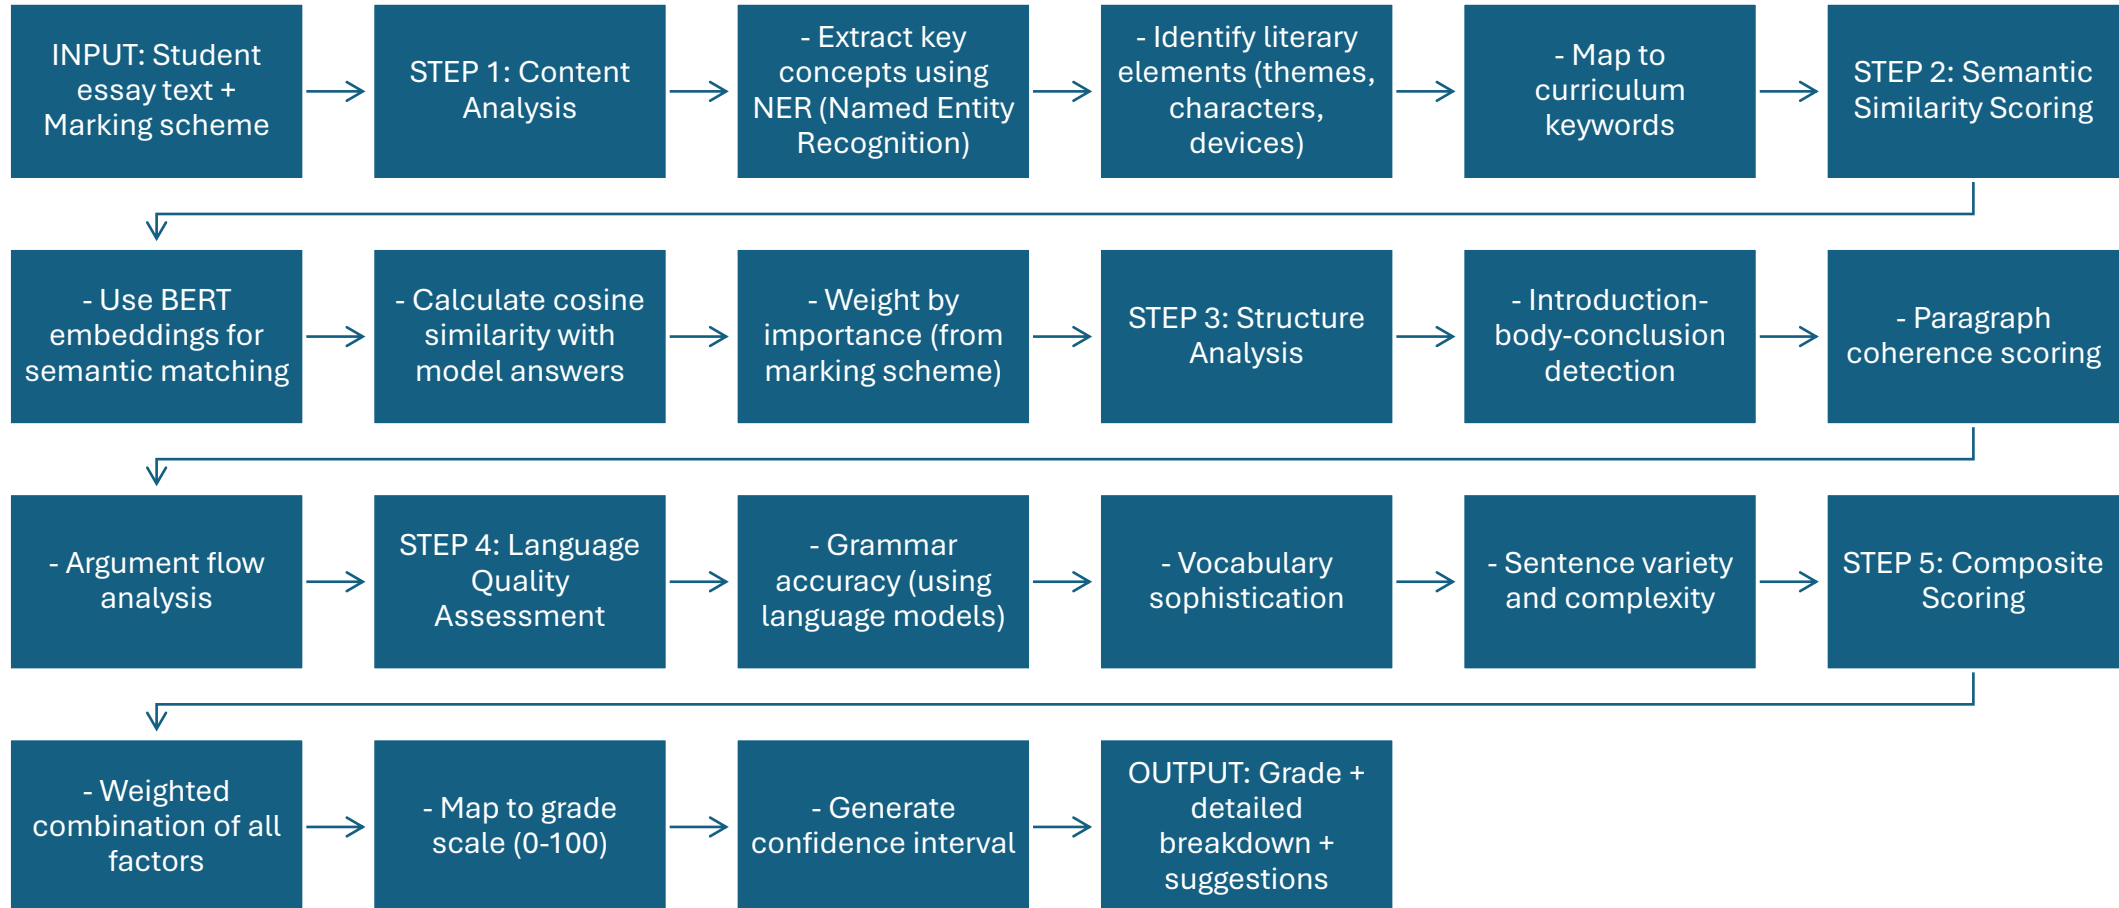 INPUT: Student
essay text +
Marking scheme
STEP 1: Content
Analysis
- Extract key
concepts using
NER (Named Entity
Recognition)
- Identify literary
elements (themes,
characters,
devices)
- Map to
curriculum
keywords
STEP 2: Semantic
Similarity Scoring
- Use BERT
embeddings for
semantic matching
- Calculate cosine
similarity with
model answers
- Weight by
importance (from
marking scheme)
STEP 3: Structure
Analysis
- Introduction-
body-conclusion
detection
- Paragraph
coherence scoring
- Argument flow
analysis
STEP 4: Language
Quality
Assessment
- Grammar
accuracy (using
language models)
- Vocabulary
sophistication
- Sentence variety
and complexity
STEP 5: Composite
Scoring
- Weighted
combination of all
factors
- Map to grade
scale (0-100)
- Generate
confidence interval
OUTPUT: Grade +
detailed
breakdown +
suggestions